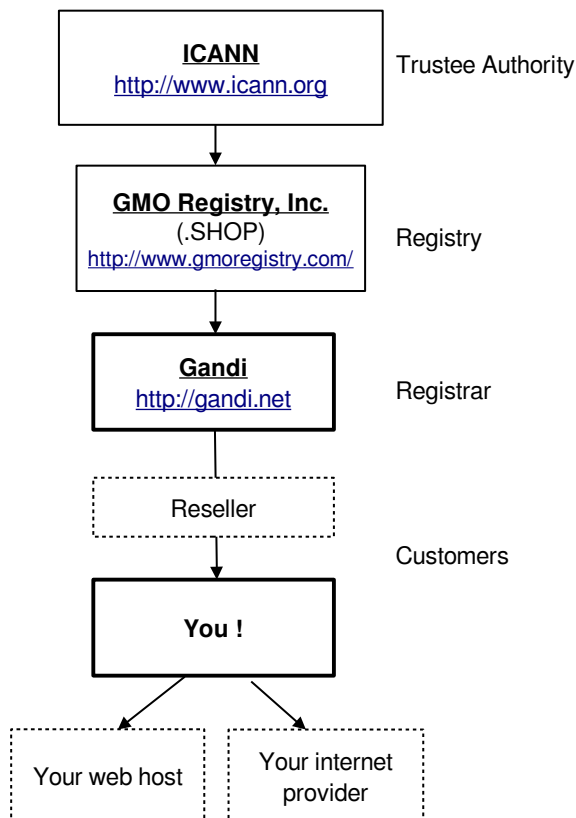 ICANN
http://www.icann.org
Trustee Authority
GMO Registry, Inc.
(.SHOP)
http://www.gmoregistry.com/
Registry
Gandi
http://gandi.net
Registrar
Reseller
Customers
You !
Your web host
Your internet
provider